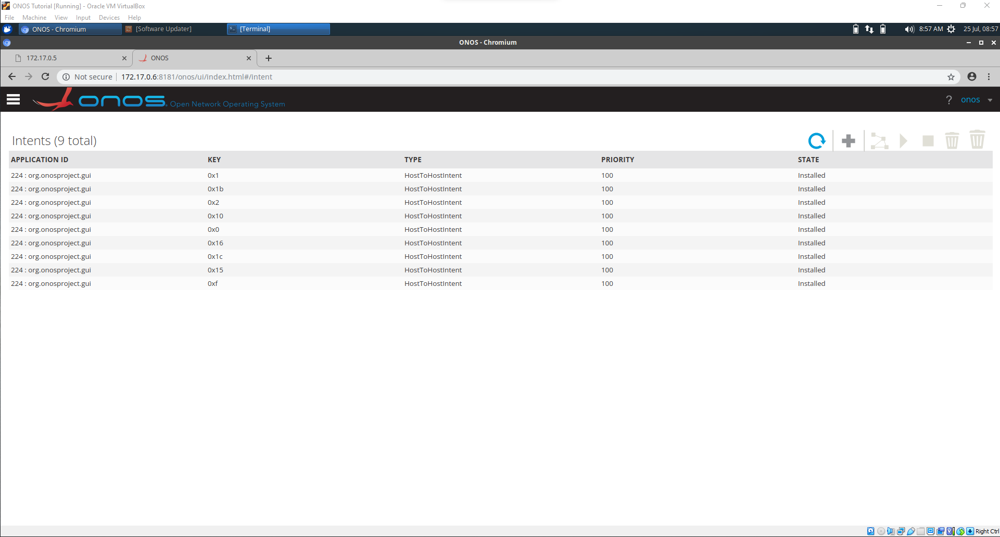 ONOS Tutorial [Running] - Oracle VM VirtualBox
File Machine View Input Devices Help
ONOS - Chromium [Software Updater] [Terminal] 8:57 AM 25 Jul, 08:57
ONOS - Chromium
172.17.0.5 ONOS
Not secure 172.17.0.6:8181/onos/ui/index.html#/intent
onos Open Network Operating System ? onos
Intents (9 total)
APPLICATION ID KEY TYPE PRIORITY STATE
224 : org.onosproject.gui 0x1 HostToHostIntent 100 Installed
224 : org.onosproject.gui 0x1b HostToHostIntent 100 Installed
224 : org.onosproject.gui 0x2 HostToHostIntent 100 Installed
224 : org.onosproject.gui 0x10 HostToHostIntent 100 Installed
224 : org.onosproject.gui 0x0 HostToHostIntent 100 Installed
224 : org.onosproject.gui 0x16 HostToHostIntent 100 Installed
224 : org.onosproject.gui 0x1c HostToHostIntent 100 Installed
224 : org.onosproject.gui 0x15 HostToHostIntent 100 Installed
224 : org.onosproject.gui 0xf HostToHostIntent 100 Installed
Right Ctrl